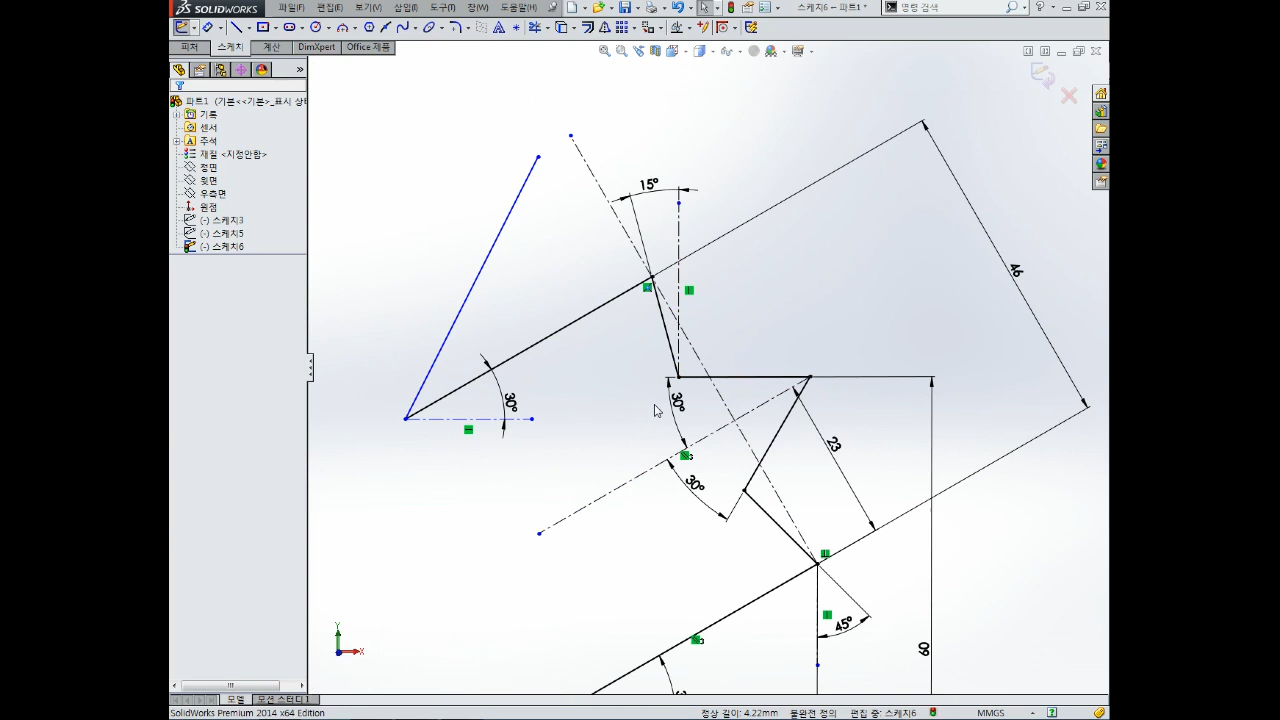 SOLIDWORKS 파일(F) 편집(E) 보기(V) 삽입(I) 도구(T) 창(W) 도움말(H) 스케치6 ← 파트1 * 명령 검색
피처 스케치 계산 DimXpert Office 제품
파트1 (기본<<기본>_표시 상태
기록
센서
주석
재질 <지정안함>
정면
윗면
우측면
원점
(-) 스케치3
(-) 스케치5
(-) 스케치6
15°
46
30°
30°
23
30°
45°
60
Y
X
모델 모션 스터디 1
SolidWorks Premium 2014 x64 Edition 정상 길이: 4.22mm 불완전 정의 편집 중: 스케치6 MMGS